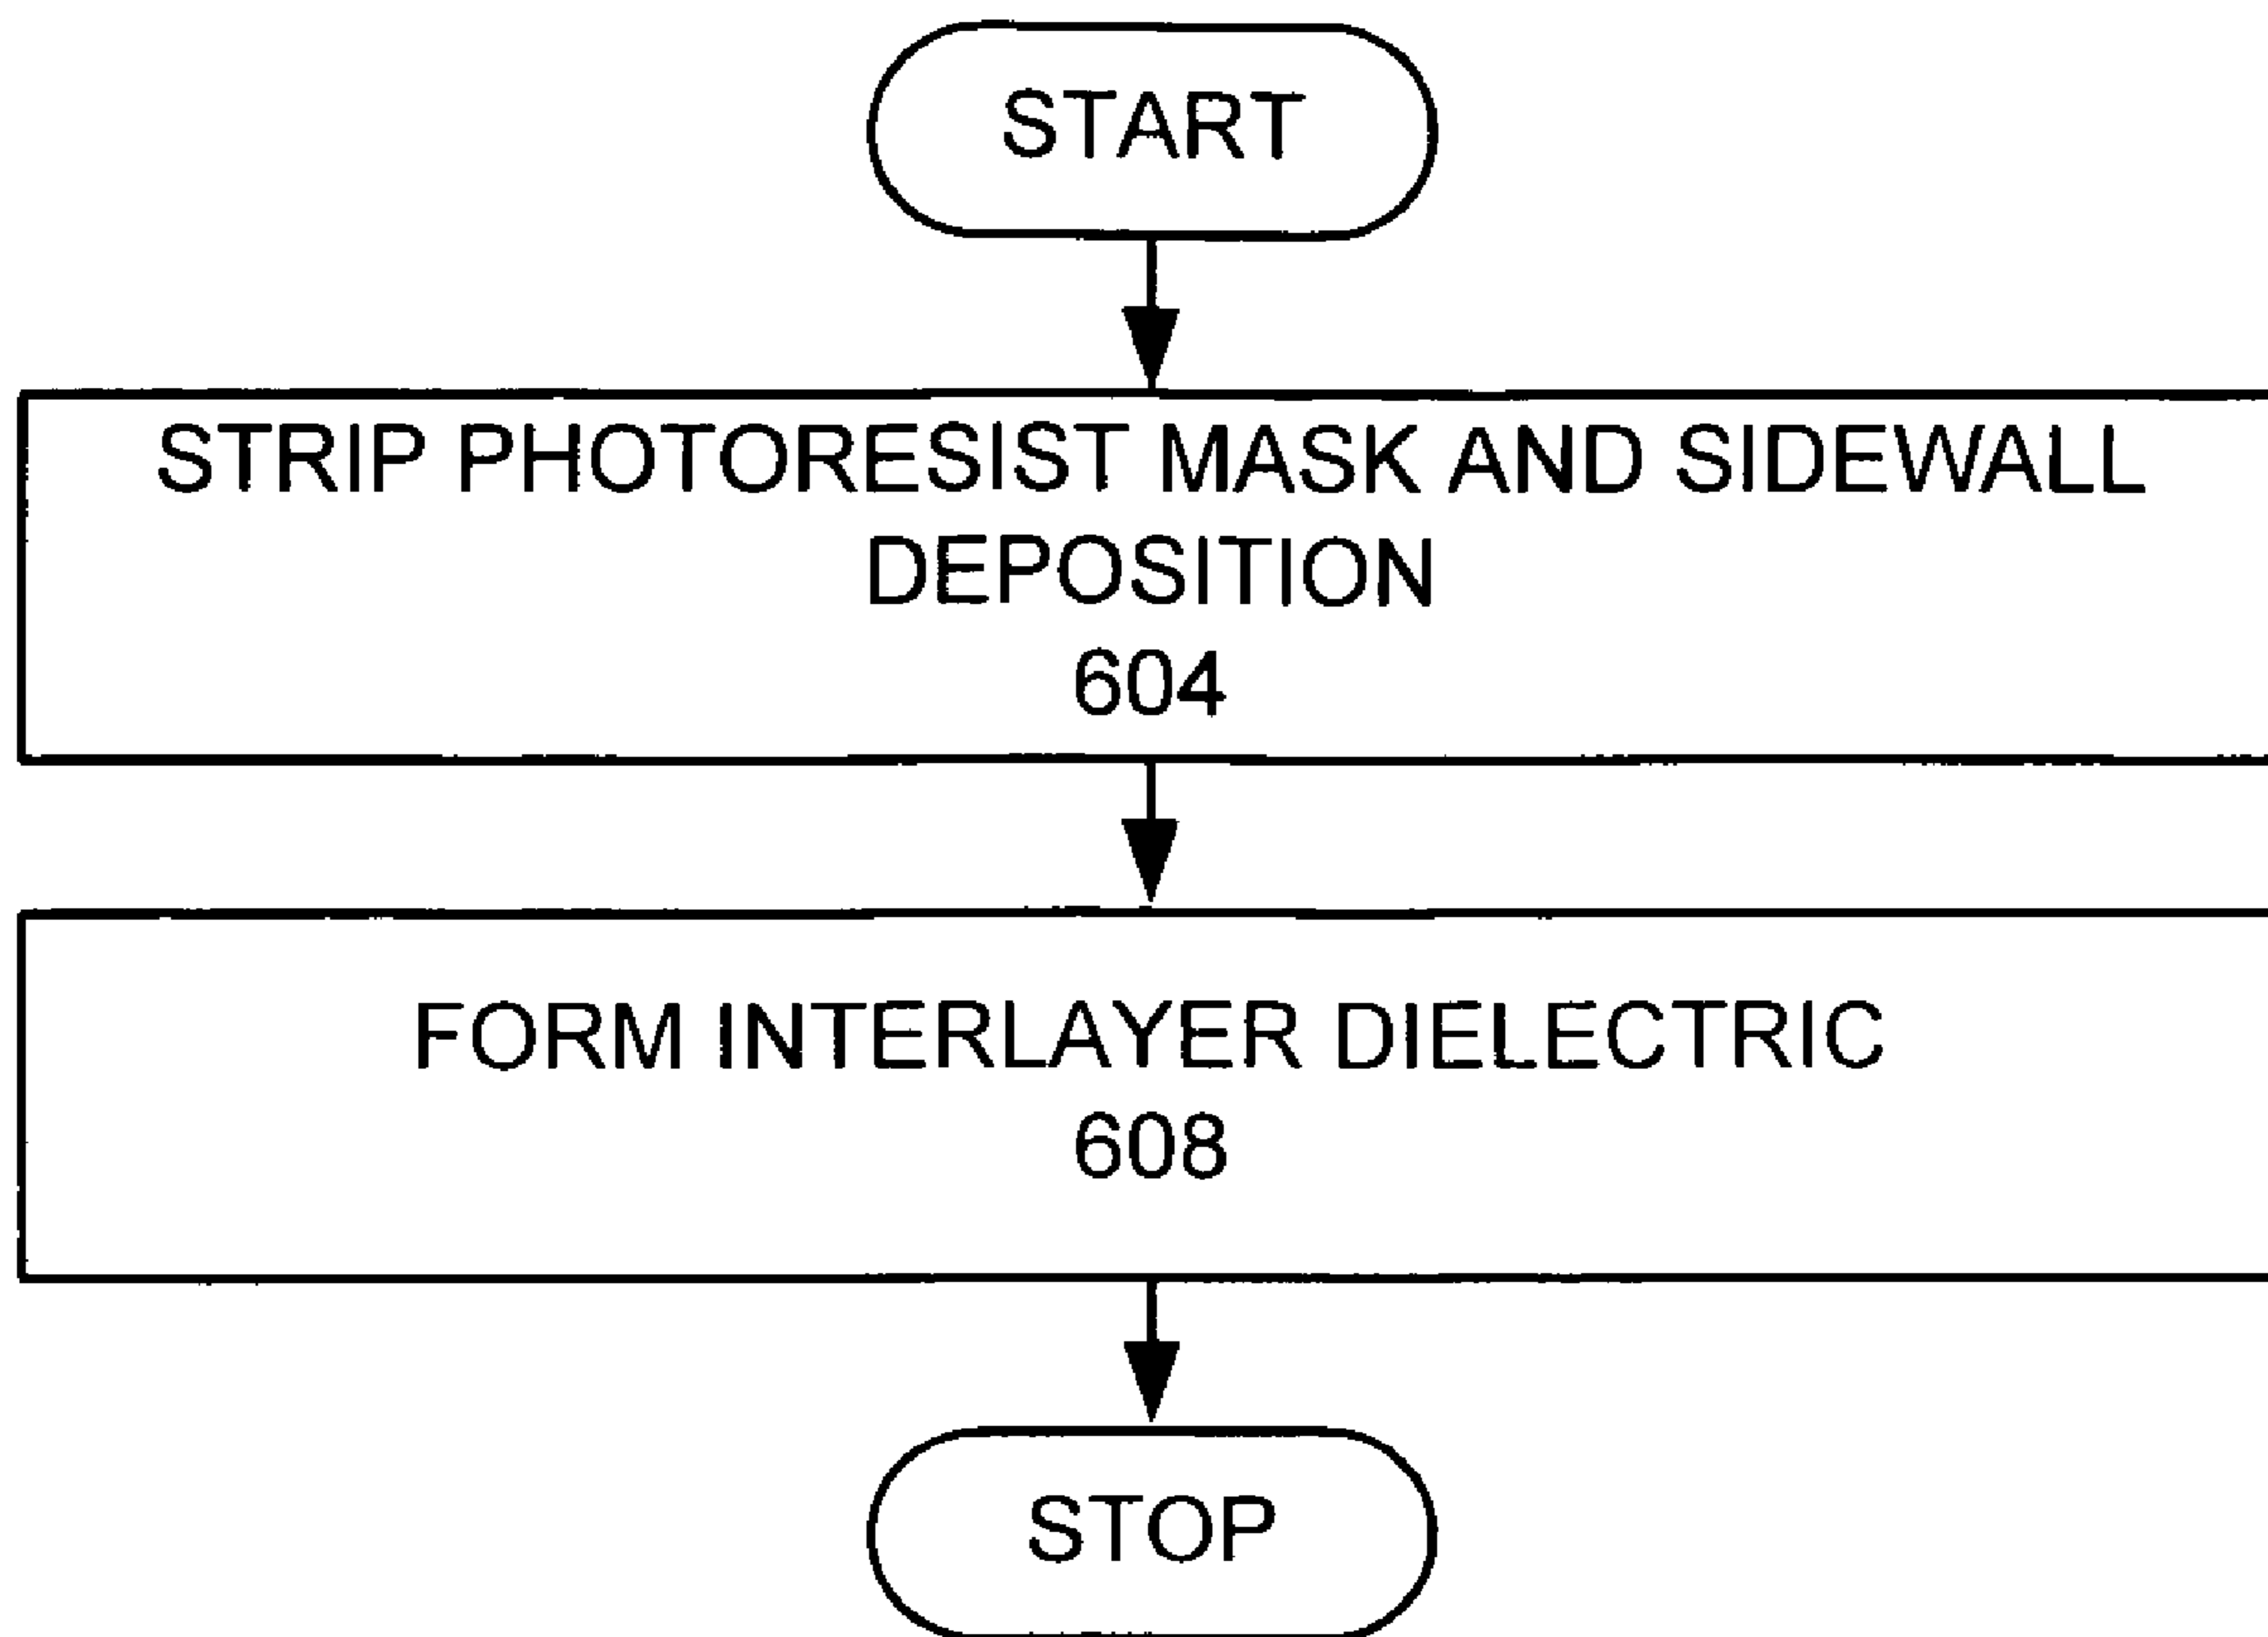 START
STRIP PHOTORESIST MASK AND SIDEWALL
DEPOSITION
604
FORM INTERLAYER DIELECTRIC
608
STOP